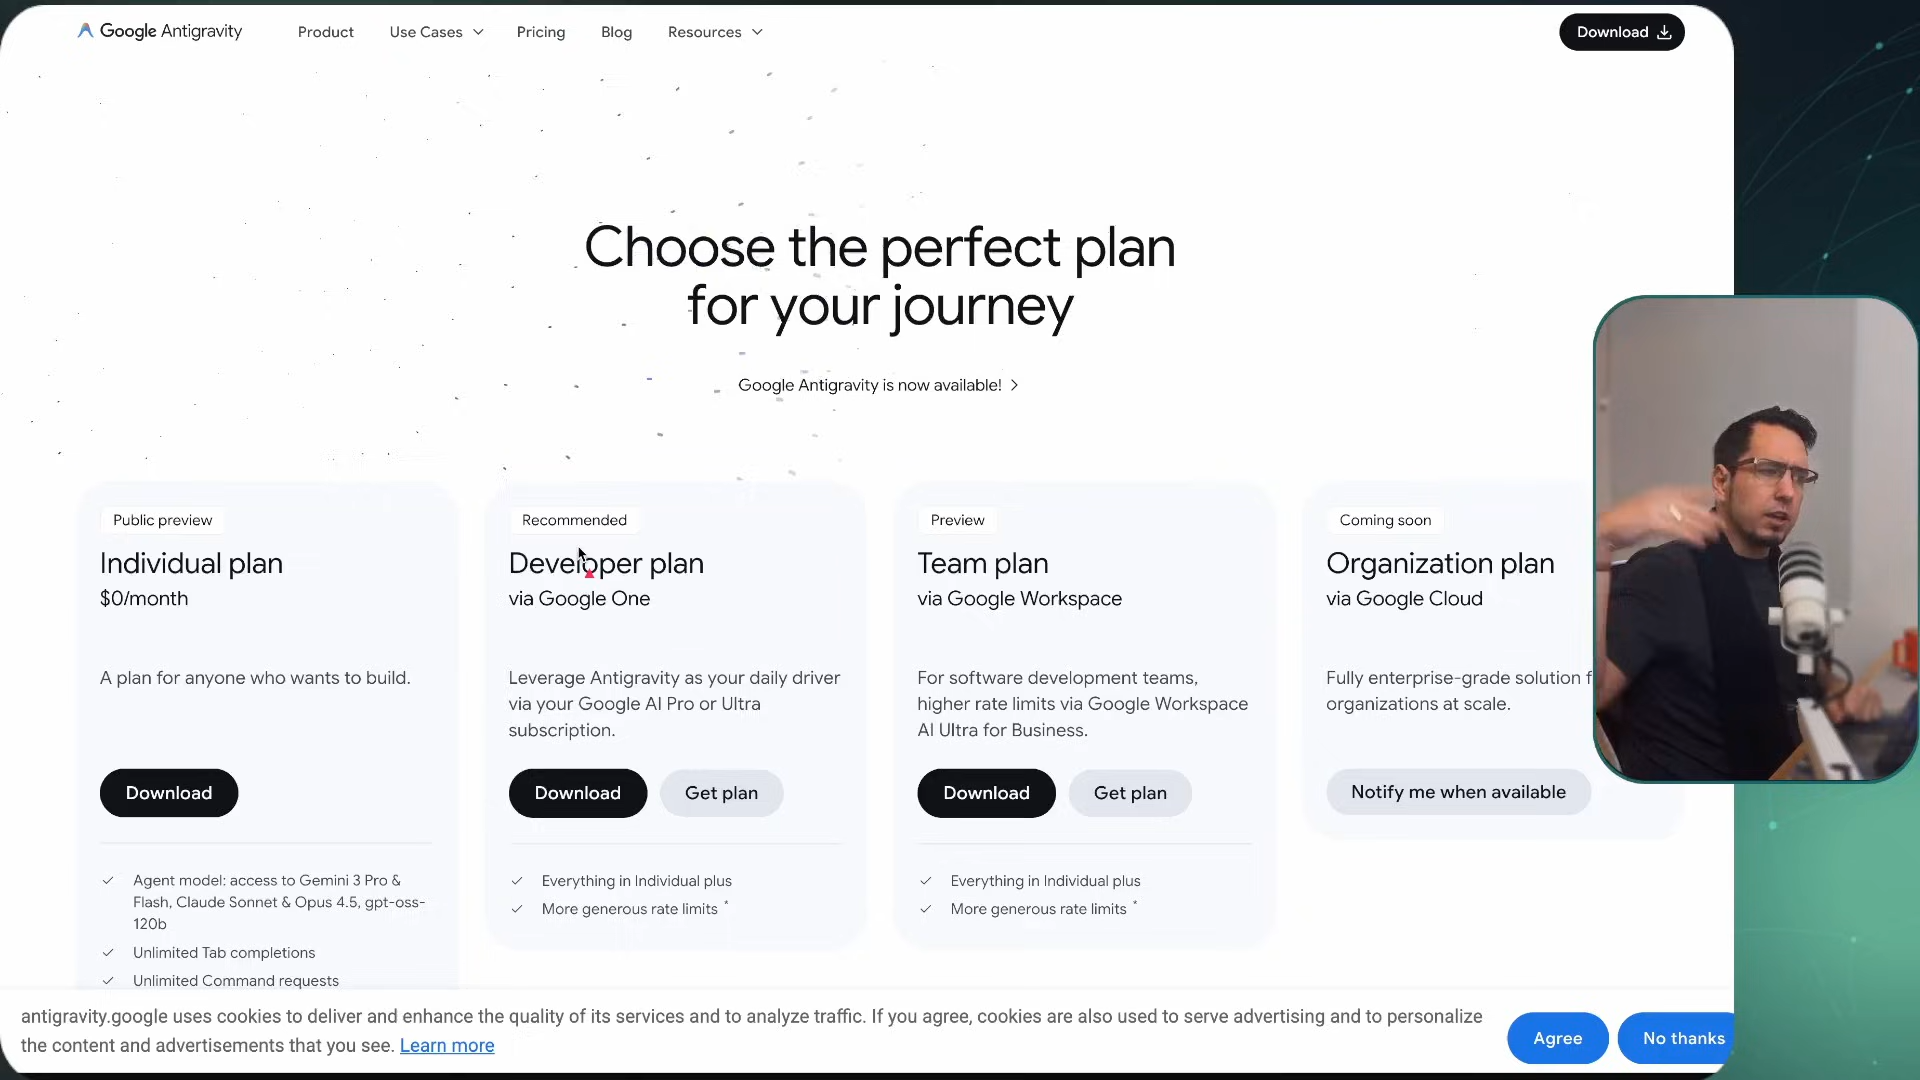 Google Antigravity
Product
Use Cases
Pricing
Blog
Resources
Download
Choose the perfect plan
for your journey
Google Antigravity is now available!
Public preview
Individual plan
$0/month
A plan for anyone who wants to build.
Download
Agent model: access to Gemini 3 Pro &
Flash, Claude Sonnet & Opus 4.5, gpt-oss-
120b
Unlimited Tab completions
Unlimited Command requests
Recommended
Developer plan
via Google One
Leverage Antigravity as your daily driver
via your Google AI Pro or Ultra
subscription.
Download
Get plan
Everything in Individual plus
More generous rate limits *
Preview
Team plan
via Google Workspace
For software development teams,
higher rate limits via Google Workspace
AI Ultra for Business.
Download
Get plan
Everything in Individual plus
More generous rate limits *
Coming soon
Organization plan
via Google Cloud
Fully enterprise-grade solution f
organizations at scale.
Notify me when available
antigravity.google uses cookies to deliver and enhance the quality of its services and to analyze traffic. If you agree, cookies are also used to serve advertising and to personalize
the content and advertisements that you see. Learn more
Agree
No thanks